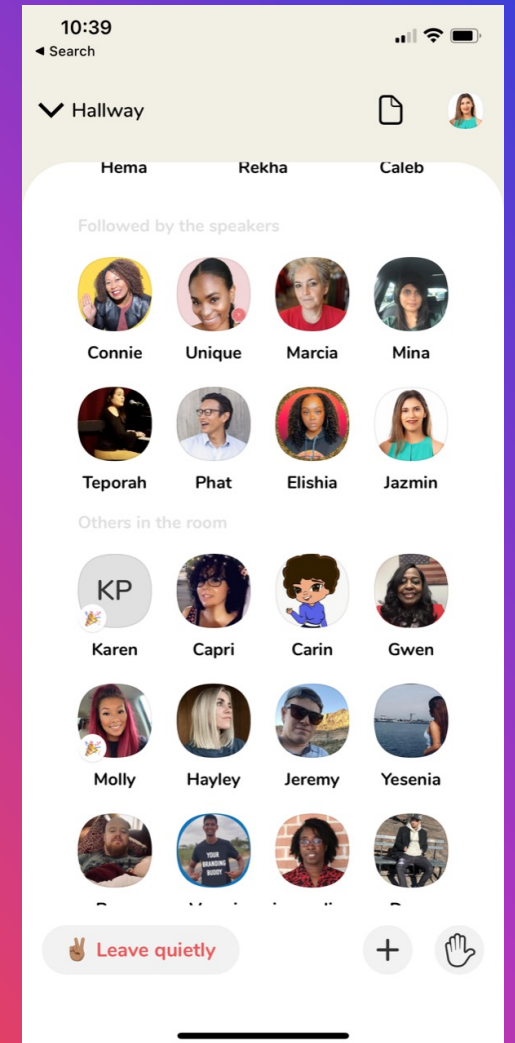 10:39
◀ Search
Hallway
Hema Rekha Caleb
Followed by the speakers
Connie Unique Marcia Mina
Teporah Phat Elishia Jazmin
Others in the room
KP
Karen Capri Carin Gwen
Molly Hayley Jeremy Yesenia
YOUR
BRANDING
BUDDY
✌🏽 Leave quietly
+